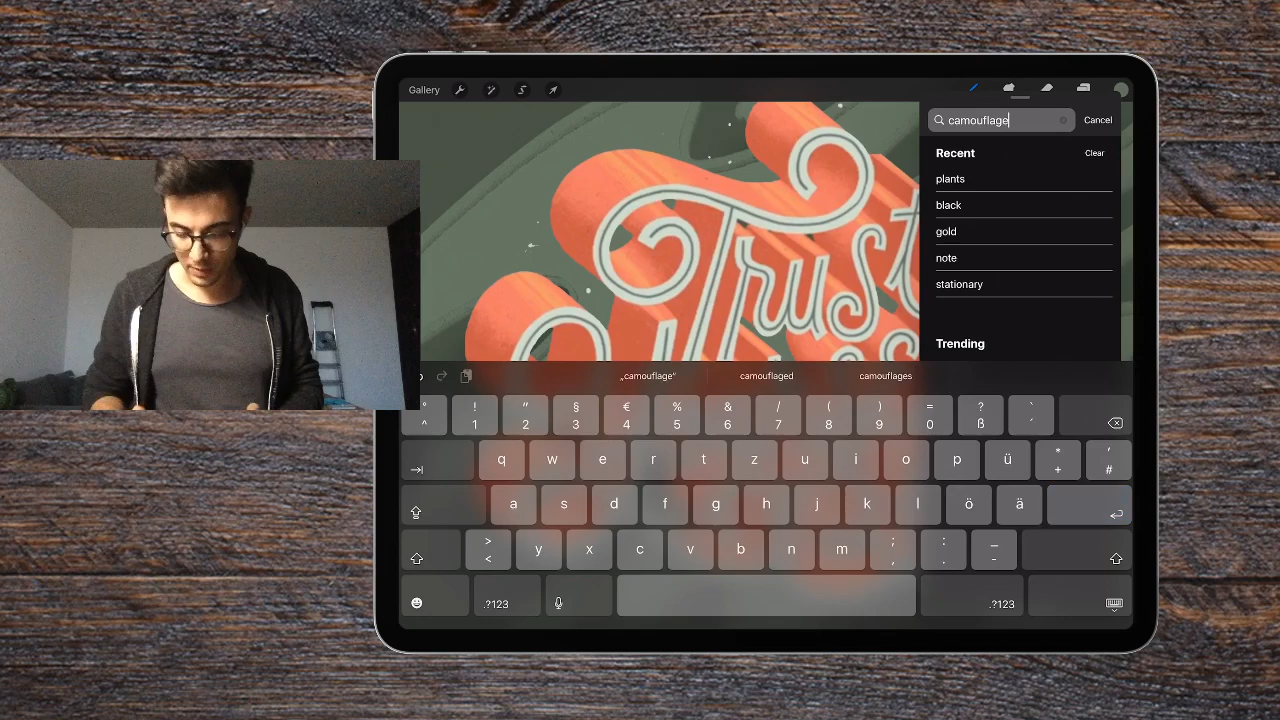 Gallery
camouflage
Cancel
Recent
Clear
plants
black
gold
note
stationary
Trending
Trust
„camouflage“
camouflaged
camouflages
° ! " § € % & / ( ) = ? `
^ 1 2 3 4 5 6 7 8 9 0 ß ´
q w e r t z u i o p ü * + ' #
a s d f g h j k l ö ä
> < y x c v b n m ; , : . _ -
.?123
.?123